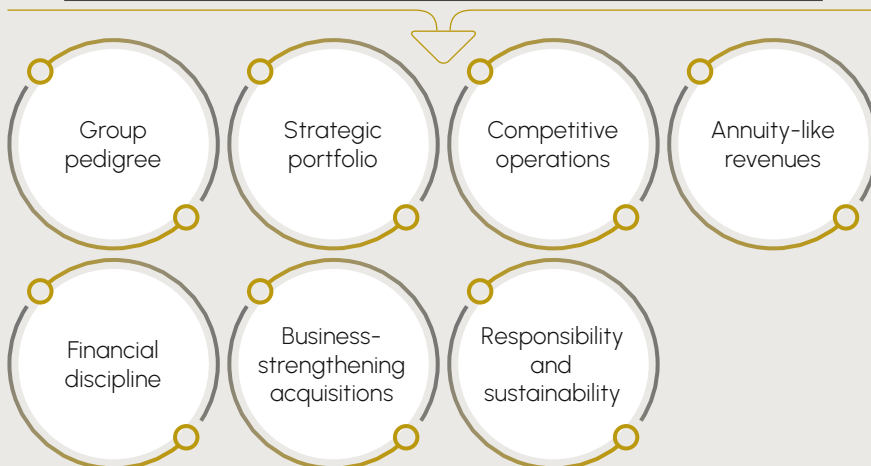 Group
pedigree
Strategic
portfolio
Competitive
operations
Annuity-like
revenues
Financial
discipline
Business-
strengthening
acquisitions
Responsibility
and
sustainability